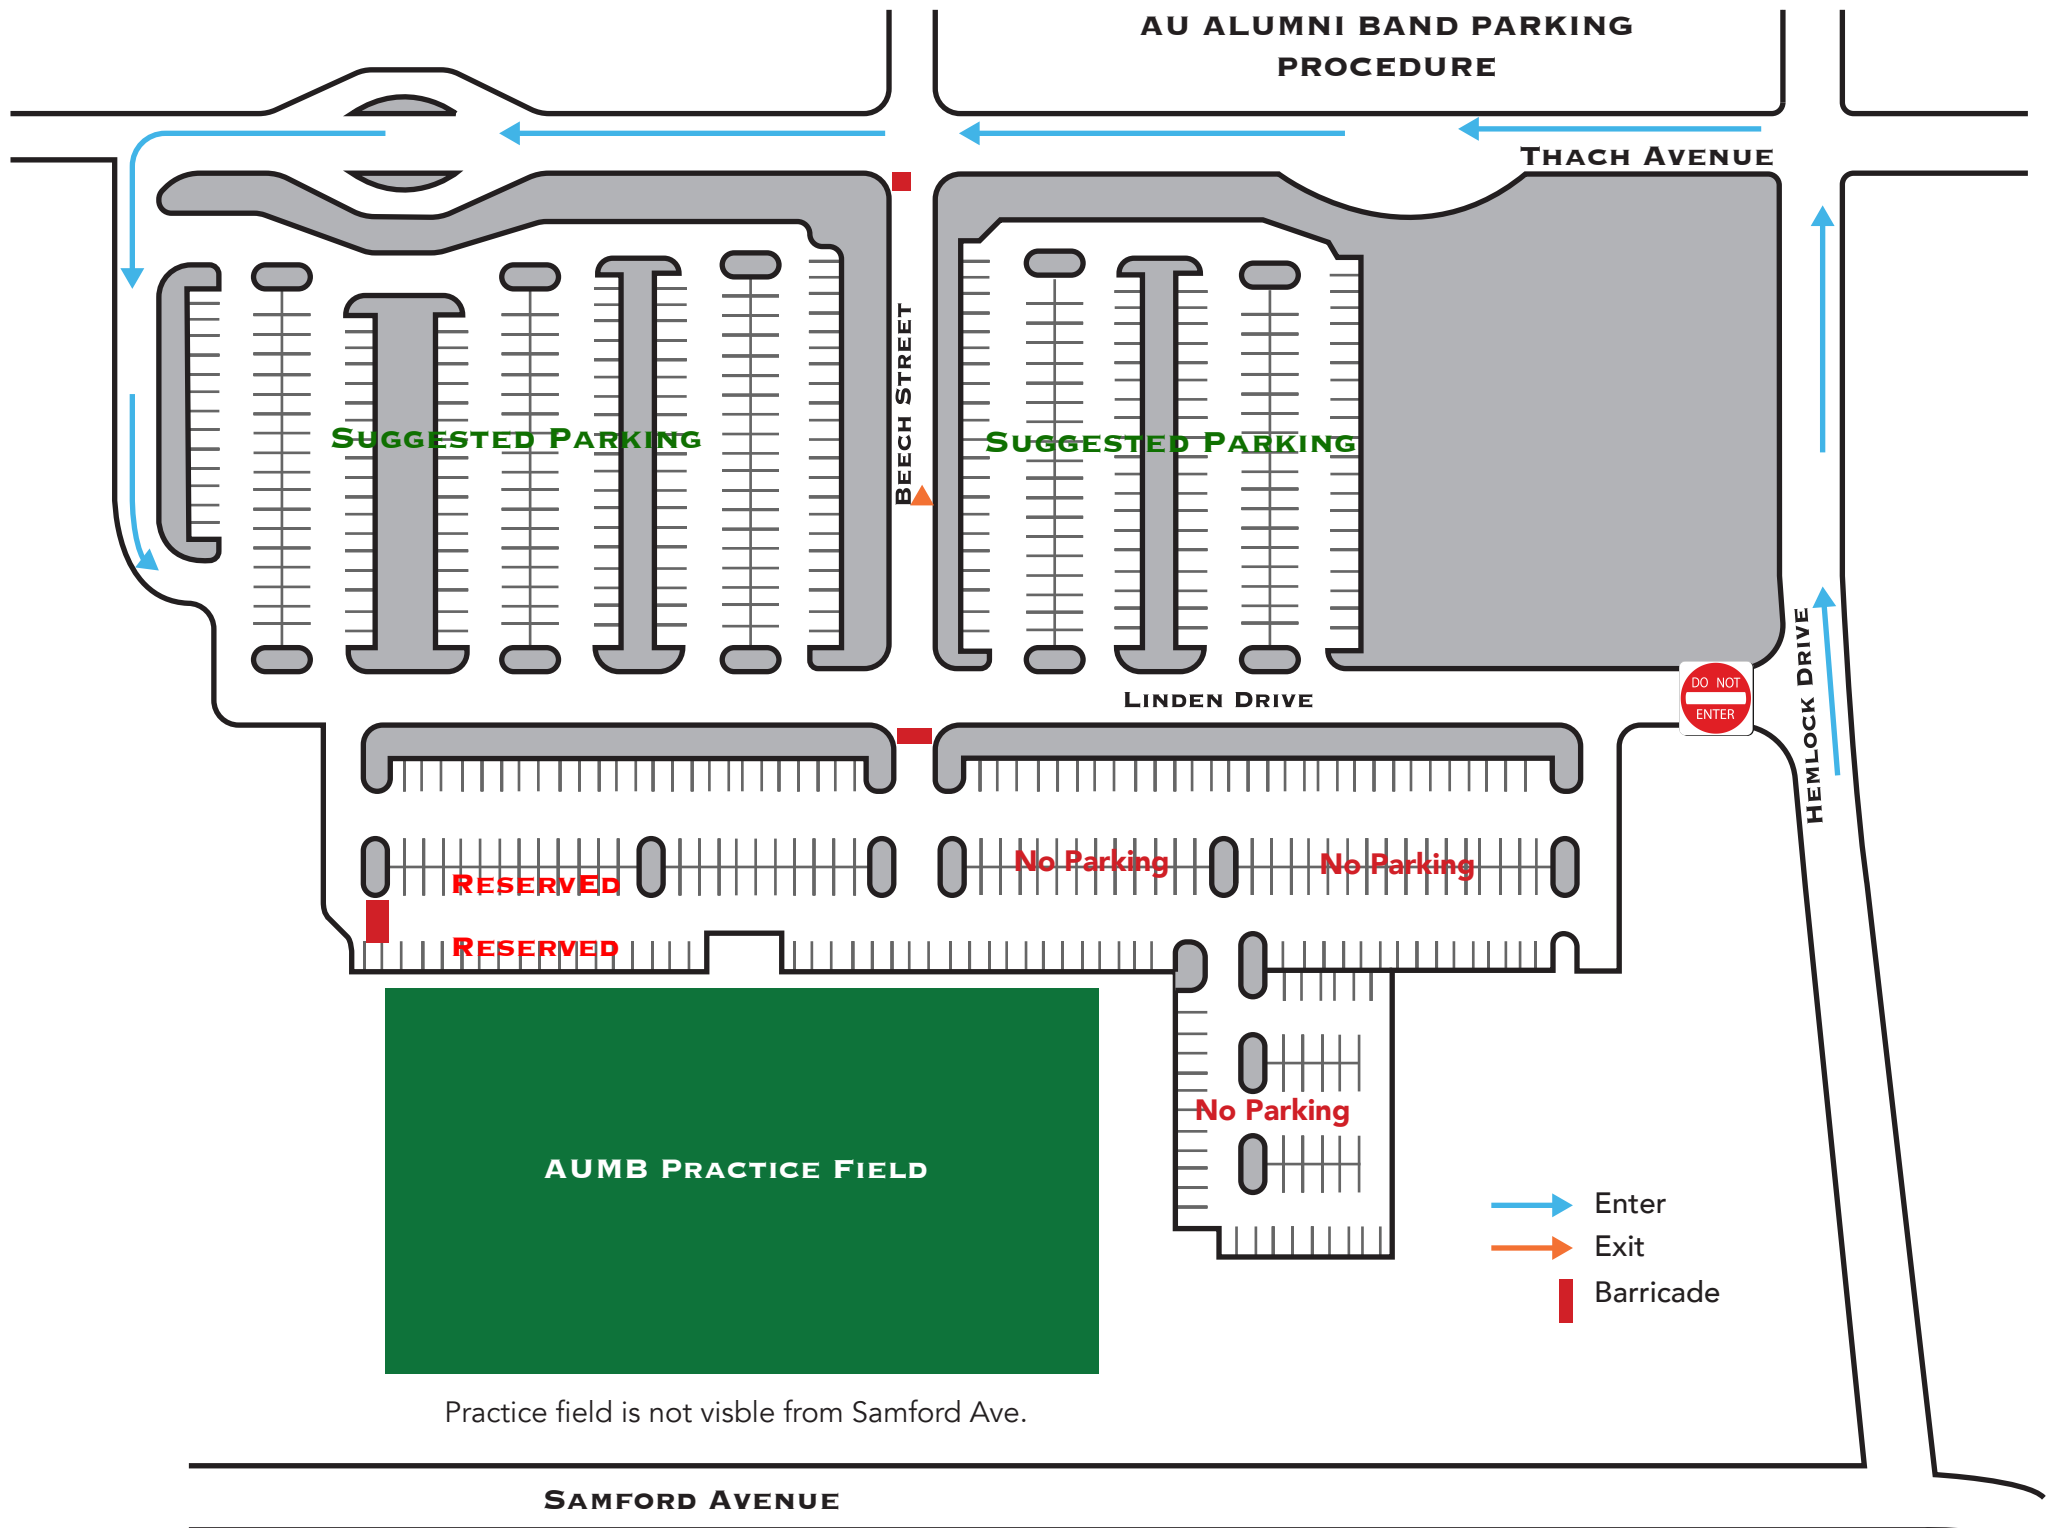 AU ALUMNI BAND PARKING
PROCEDURE
THACH AVENUE
BEECH STREET
SUGGESTED PARKING
SUGGESTED PARKING
LINDEN DRIVE
DO NOT
ENTER
HEMLOCK DRIVE
No Parking
No Parking
RESERVED
RESERVED
No Parking
AUMB PRACTICE FIELD
Enter
Exit
Barricade
Practice field is not visble from Samford Ave.
SAMFORD AVENUE